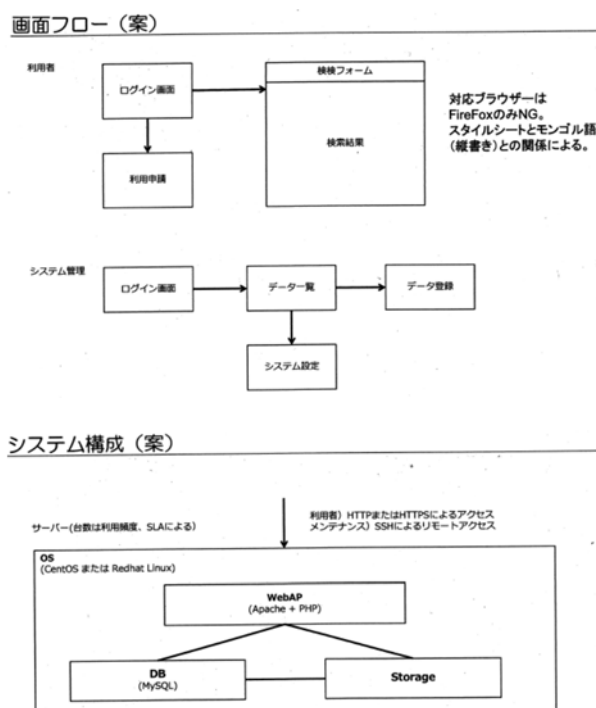 画面フロー（案）
利用者
ログイン画面
利用申請
検検フォーム
検索結果
対応ブラウザーは
FireFoxのみNG。
スタイルシートとモンゴル語
（縦書き）との関係による。
システム管理
ログイン画面
データ一覧
データ登録
システム設定
システム構成（案）
サーバー(台数は利用頻度、SLAによる）
利用者）HTTPまたはHTTPSによるアクセス
メンテナンス）SSHによるリモートアクセス
OS
(CentOS または Redhat Linux)
WebAP
(Apache + PHP)
DB
(MySQL)
Storage